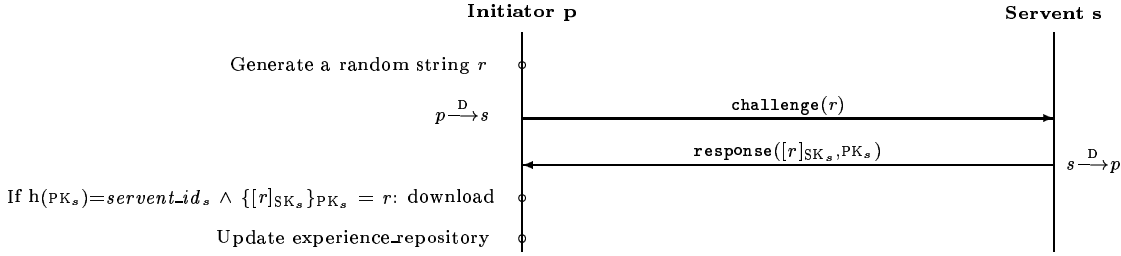 Initiator p Servent s
Generate a random string r
p —D→ s challenge(r)
response([r]SKₛ,PKₛ) s —D→ p
If h(PKₛ)=servent_idₛ ∧ {[r]SKₛ}PKₛ = r: download
Update experience_repository